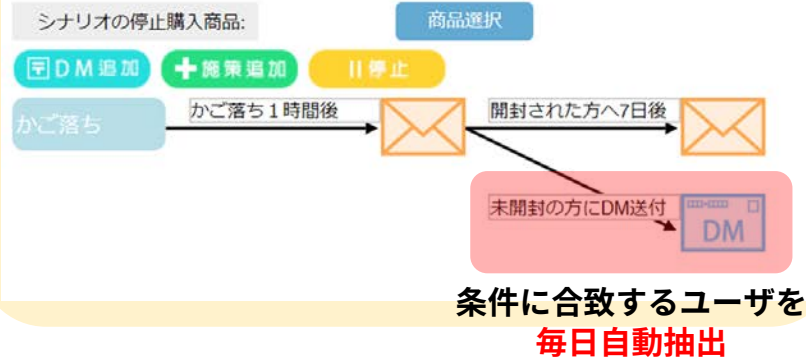 シナリオの停止購入商品:
商品選択
〒DM追加
✚施策追加
II停止
かご落ち
かご落ち１時間後
開封された方へ7日後
未開封の方にDM送付
DM
条件に合致するユーザを
毎日自動抽出